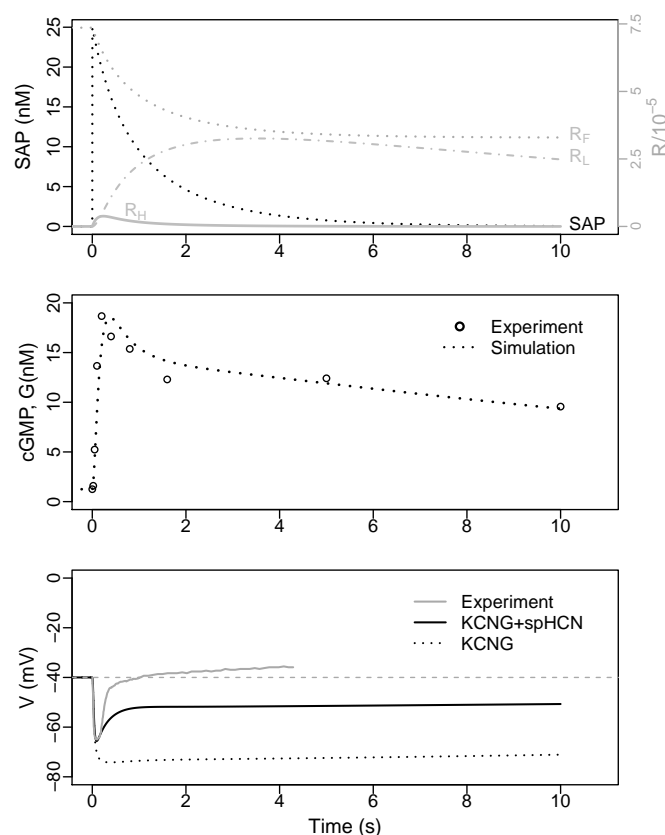 SAP (nM)
25
20
15
10
5
0
7.5
5
2.5
0
R/10⁻⁵
R_F
R_L
R_H
SAP
0 2 4 6 8 10
cGMP, G(nM)
20
15
10
5
0
Experiment
Simulation
0 2 4 6 8 10
V (mV)
0
−20
−40
−60
−80
Experiment
KCNG+spHCN
KCNG
0 2 4 6 8 10
Time (s)